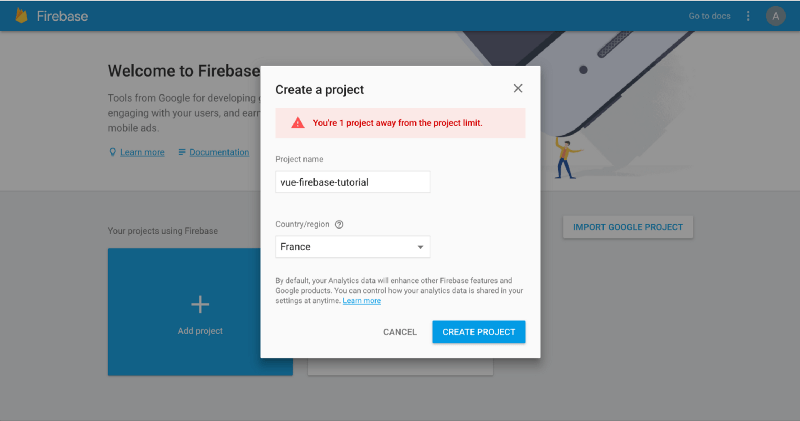 Firebase
Go to docs
A
Welcome to Firebase
Tools from Google for developing
engaging with your users, and earn
mobile ads.
Learn more
Documentation
Your projects using Firebase
Add project
IMPORT GOOGLE PROJECT
Create a project
You're 1 project away from the project limit.
Project name
vue-firebase-tutorial
Country/region
France
By default, your Analytics data will enhance other Firebase features and
Google products. You can control how your analytics data is shared in your
settings at anytime. Learn more
CANCEL
CREATE PROJECT